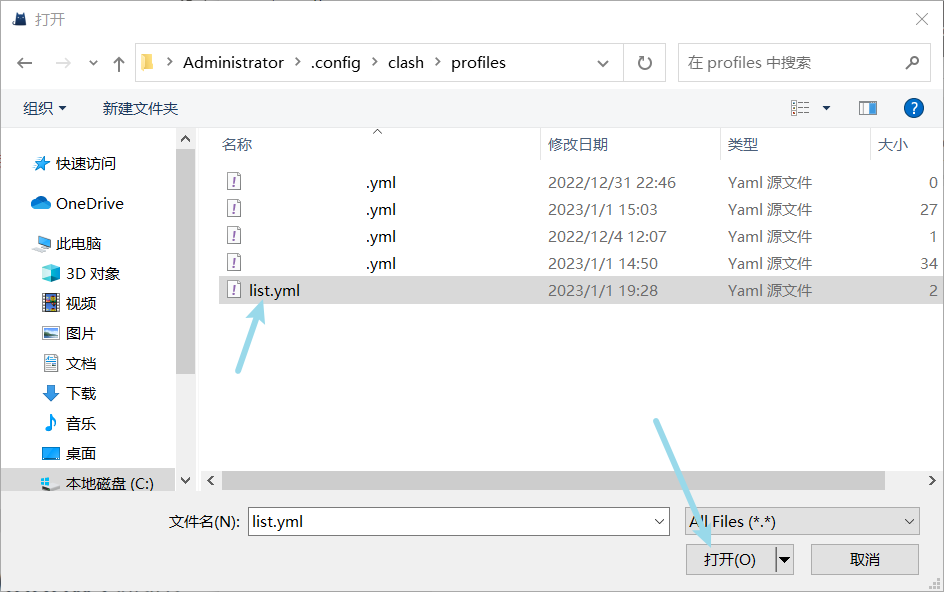 打开
Administrator > .config > clash > profiles
在 profiles 中搜索
组织 新建文件夹
名称 修改日期 类型 大小
.yml 2022/12/31 22:46 Yaml 源文件 0
.yml 2023/1/1 15:03 Yaml 源文件 27
.yml 2022/12/4 12:07 Yaml 源文件 1
.yml 2023/1/1 14:50 Yaml 源文件 34
list.yml 2023/1/1 19:28 Yaml 源文件 2
快速访问
OneDrive
此电脑
3D 对象
视频
图片
文档
下载
音乐
桌面
本地磁盘 (C:)
文件名(N): list.yml All Files (*.*)
打开(O) 取消